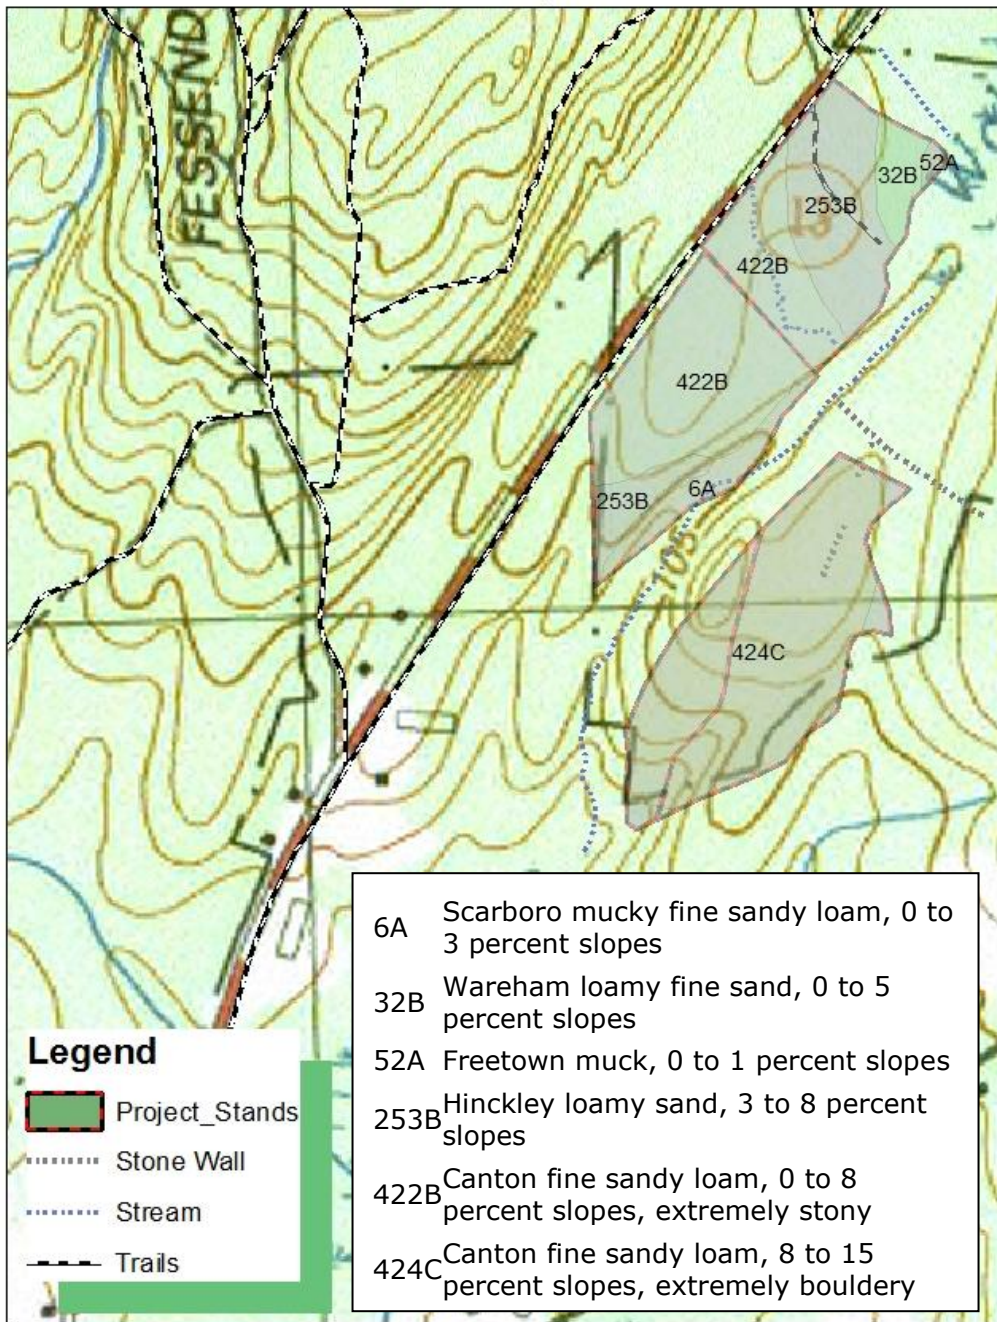 FESSEND
52A
32B
253B
422B
422B
6A
253B
105
424C
6A Scarboro mucky fine sandy loam, 0 to
3 percent slopes
32B Wareham loamy fine sand, 0 to 5
percent slopes
52A Freetown muck, 0 to 1 percent slopes
253B Hinckley loamy sand, 3 to 8 percent
slopes
422B Canton fine sandy loam, 0 to 8
percent slopes, extremely stony
424C Canton fine sandy loam, 8 to 15
percent slopes, extremely bouldery
Legend
Project_Stands
Stone Wall
Stream
Trails